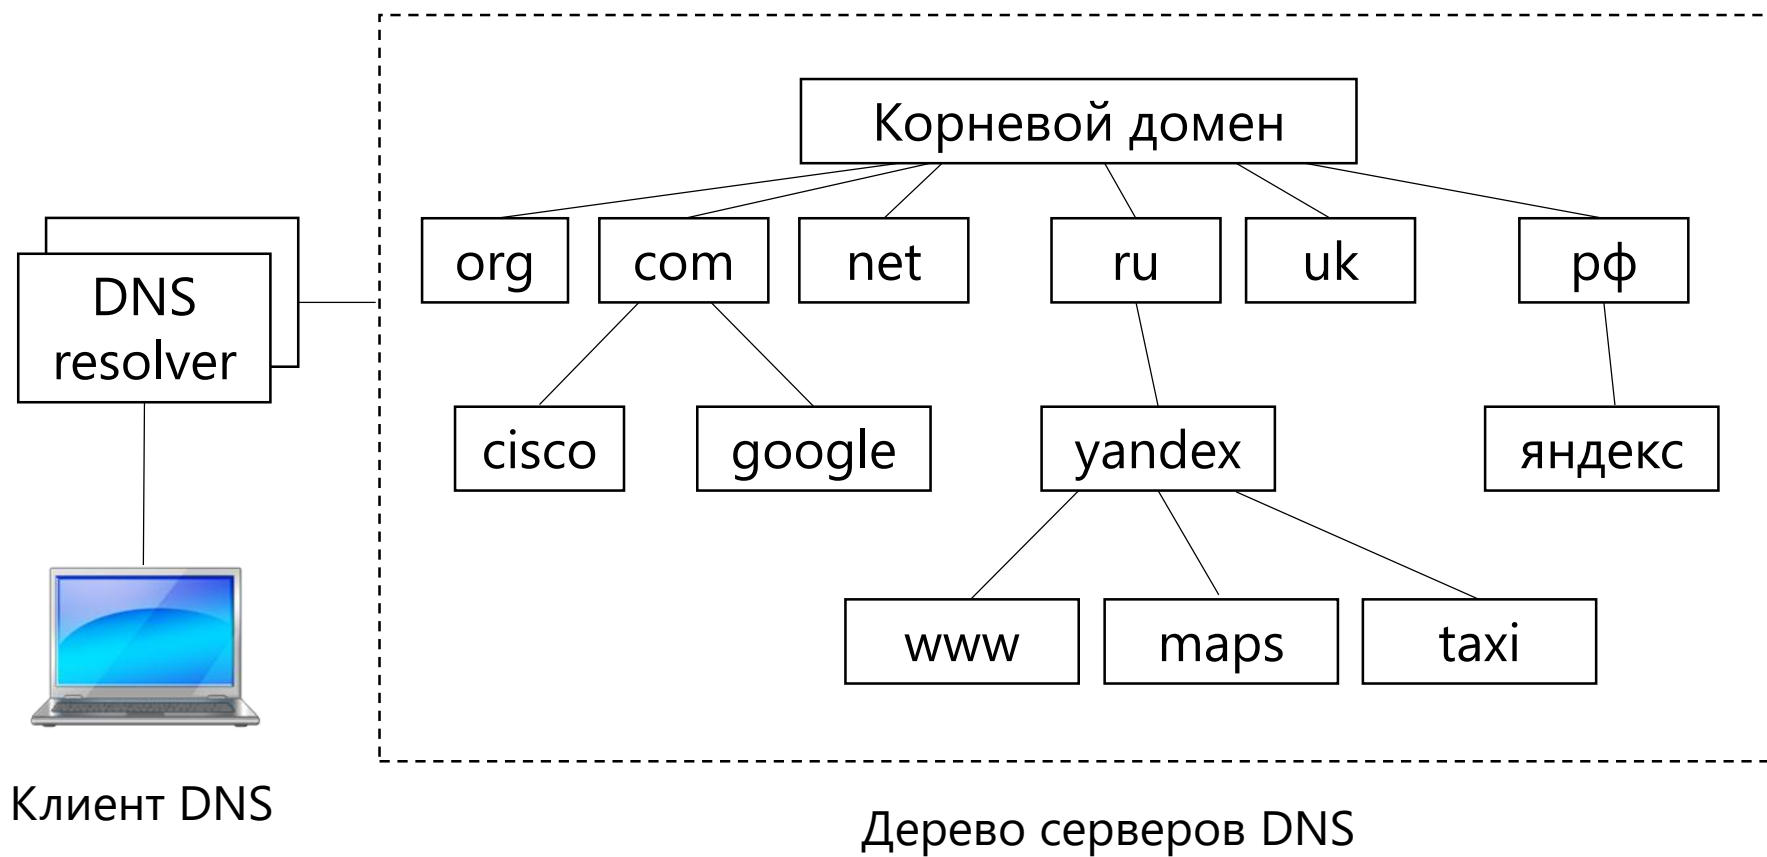 Корневой домен
org
com
net
ru
uk
рф
DNS
resolver
cisco
google
yandex
яндекс
www
maps
taxi
Клиент DNS
Дерево серверов DNS